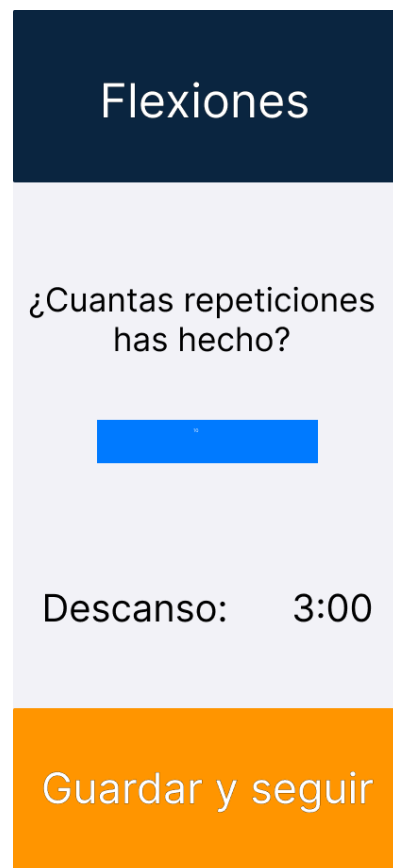 Flexiones
¿Cuantas repeticiones
has hecho?
Descanso: 3:00
Guardar y seguir